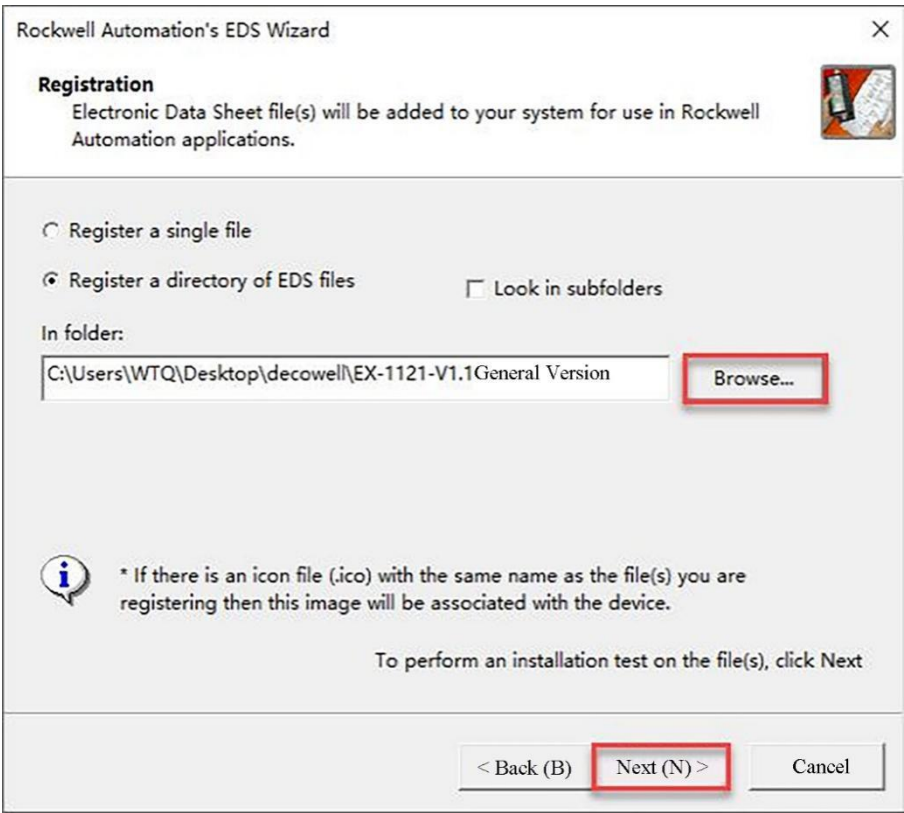 Rockwell Automation's EDS Wizard
Registration
Electronic Data Sheet file(s) will be added to your system for use in Rockwell
Automation applications.
Register a single file
Register a directory of EDS files
Look in subfolders
In folder:
C:\Users\WTQ\Desktop\decowell\EX-1121-V1.1General Version
Browse...
* If there is an icon file (.ico) with the same name as the file(s) you are
registering then this image will be associated with the device.
To perform an installation test on the file(s), click Next
< Back (B)
Next (N) >
Cancel